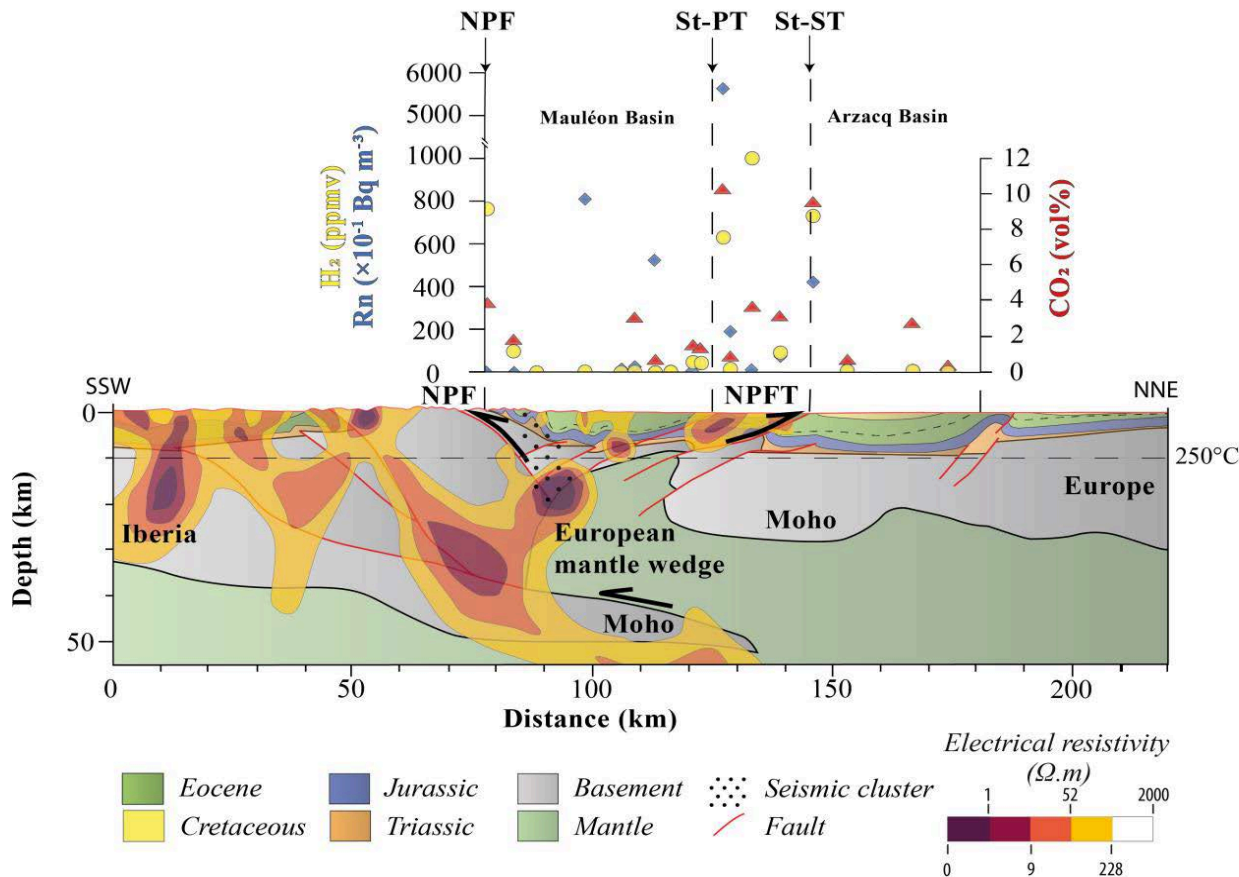 NPF St-PT St-ST
6000
5000
Mauléon Basin Arzacq Basin
1000 12
800 10
600 8
6
400 4
200 2
0 0
H₂ (ppmv)
Rn (×10⁻¹ Bq m⁻³)
CO₂ (vol%)
SSW NPF NPFT NNE
0
250°C
Europe
Iberia European Moho
mantle wedge
Moho
50
Depth (km)
0 50 100 150 200
Distance (km)
Electrical resistivity
(Ω.m)
Eocene Jurassic Basement Seismic cluster
Cretaceous Triassic Mantle Fault
1 52 2000
0 9 228